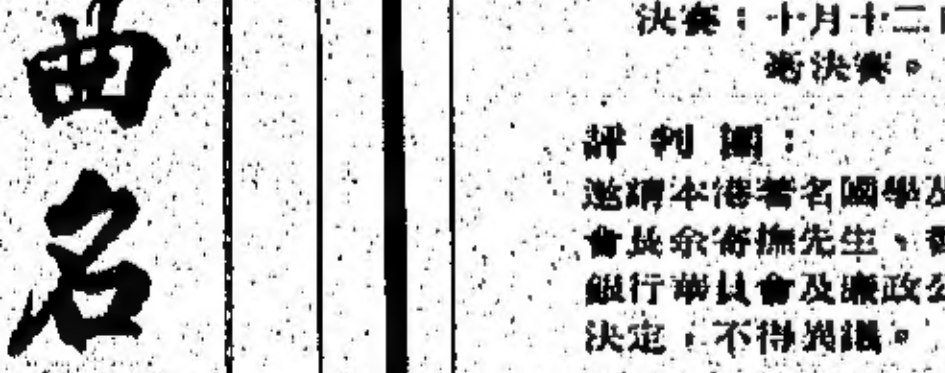 曲名
決賽：十月十二日
決賽。
評判團：
邀請本港著名國學及
會長余寄撫先生、
銀行華員會及廉政公
決定，不得異議。